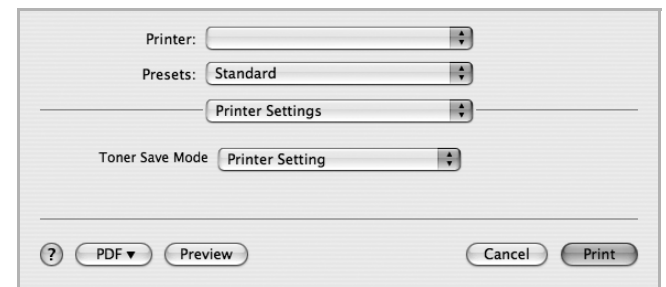 Printer:
Presets: Standard
Printer Settings
Toner Save Mode Printer Setting
? PDF▼ Preview Cancel Print